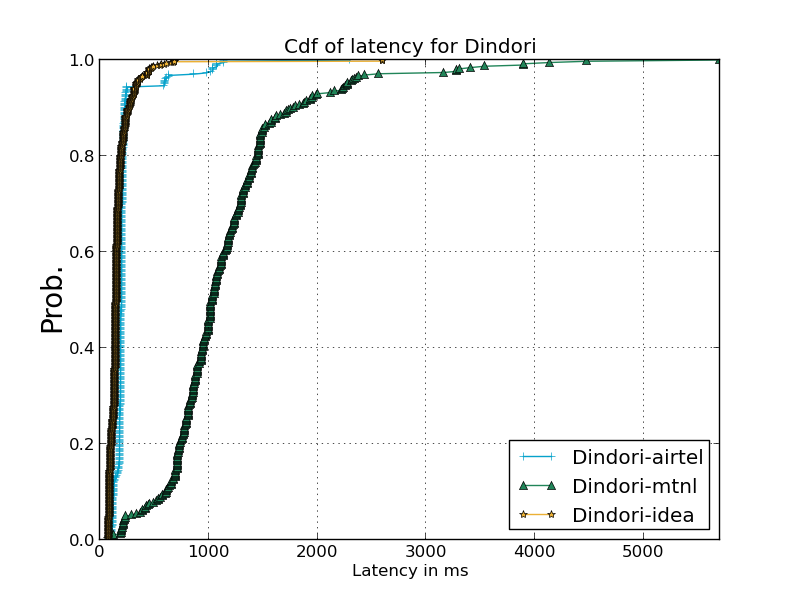 Cdf of latency for Dindori
1.0
0.8
0.6
0.4
0.2
0.0
Prob.
0 1000 2000 3000 4000 5000
Latency in ms
Dindori-airtel
Dindori-mtnl
Dindori-idea